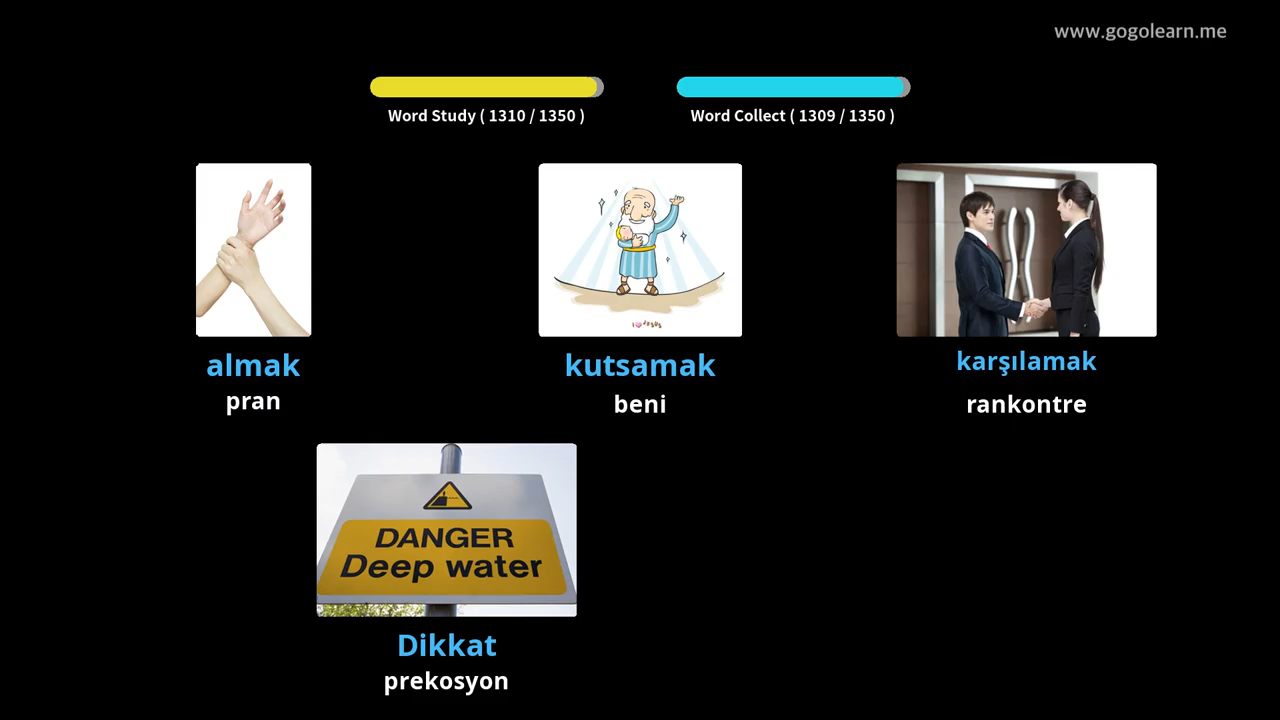 www.gogolearn.me
Word Study ( 1310 / 1350 )
Word Collect ( 1309 / 1350 )
I JESUS
almak
pran
kutsamak
beni
karşılamak
rankontre
DANGER
Deep water
Dikkat
prekosyon